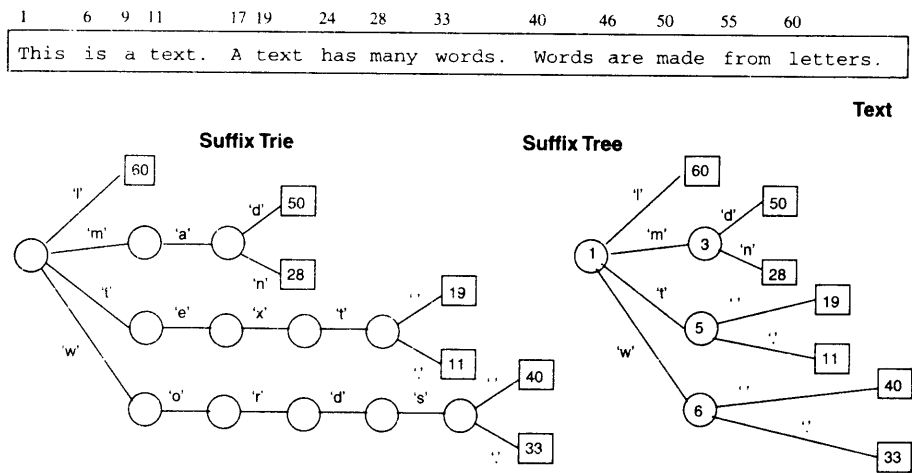 1 6 9 11 17 19 24 28 33 40 46 50 55 60
This is a text. A text has many words. Words are made from letters.
Text
Suffix Trie
Suffix Tree
'l' 60
'm' 'a' 'd' 50
'n' 28
't' 'e' 'x' 't' ' ' 19
'.' 11
'w' 'o' 'r' 'd' 's' ' ' 40
'.' 33
1
'l' 60
'm' 3 'd' 50
'n' 28
't' 5 ' ' 19
'.' 11
'w' 6 ' ' 40
'.' 33